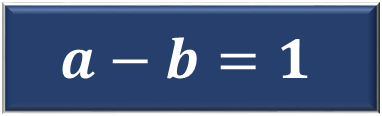 a − b = 1